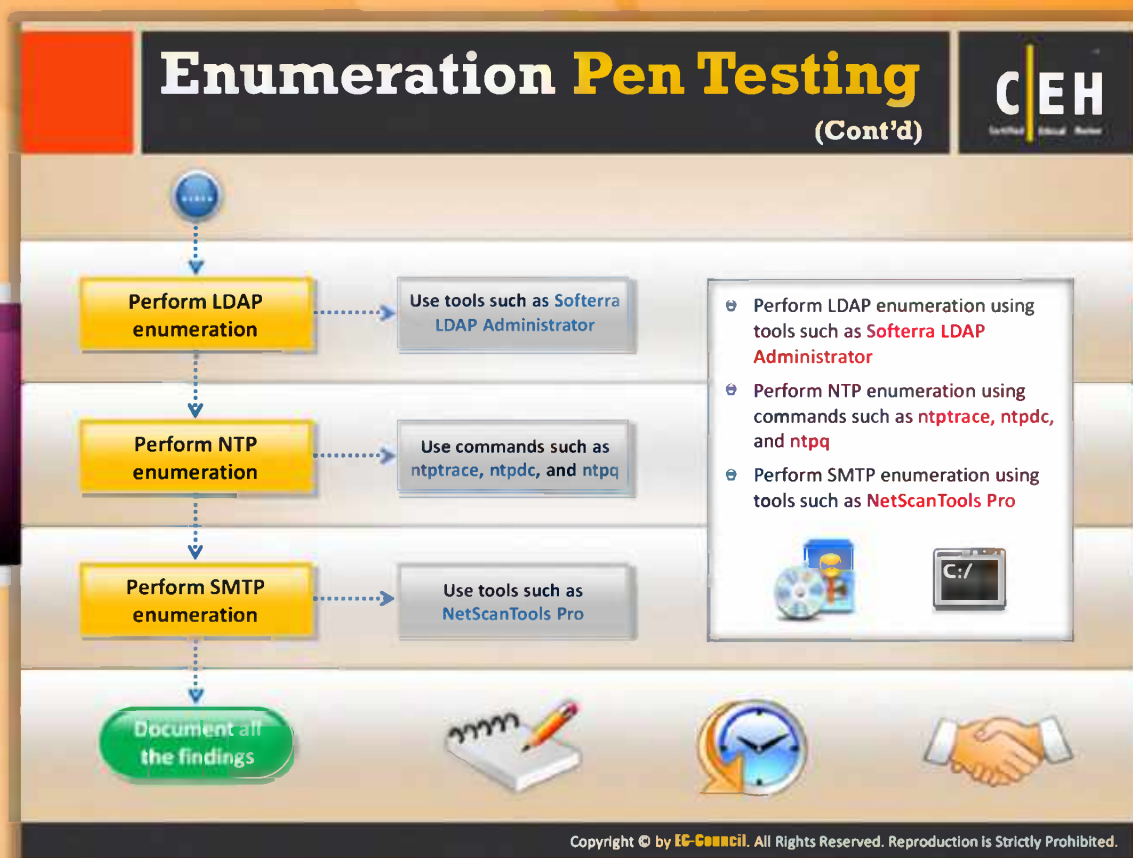 Enumeration Pen Testing
(Cont'd)
C|EH
Certified Ethical Hacker
Perform LDAP
enumeration
Use tools such as Softerra
LDAP Administrator
Perform NTP
enumeration
Use commands such as
ntptrace, ntpdc, and ntpq
Perform SMTP
enumeration
Use tools such as
NetScanTools Pro
Document all
the findings
Perform LDAP enumeration using
tools such as Softerra LDAP
Administrator
Perform NTP enumeration using
commands such as ntptrace, ntpdc,
and ntpq
Perform SMTP enumeration using
tools such as NetScanTools Pro
C:/
Copyright © by EC-Council. All Rights Reserved. Reproduction is Strictly Prohibited.